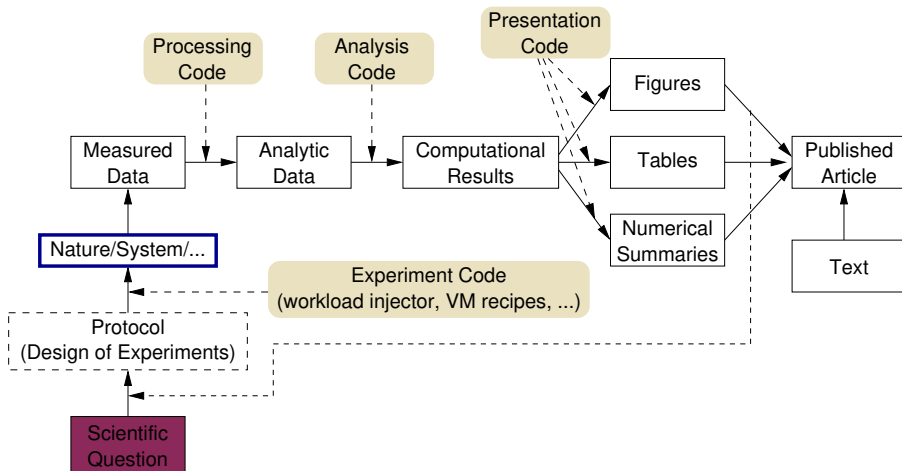 Processing
Code
Analysis
Code
Presentation
Code
Figures
Measured
Data
Analytic
Data
Computational
Results
Tables
Published
Article
Numerical
Summaries
Nature/System/...
Text
Experiment Code
(workload injector, VM recipes, ...)
Protocol
(Design of Experiments)
Scientific
Question